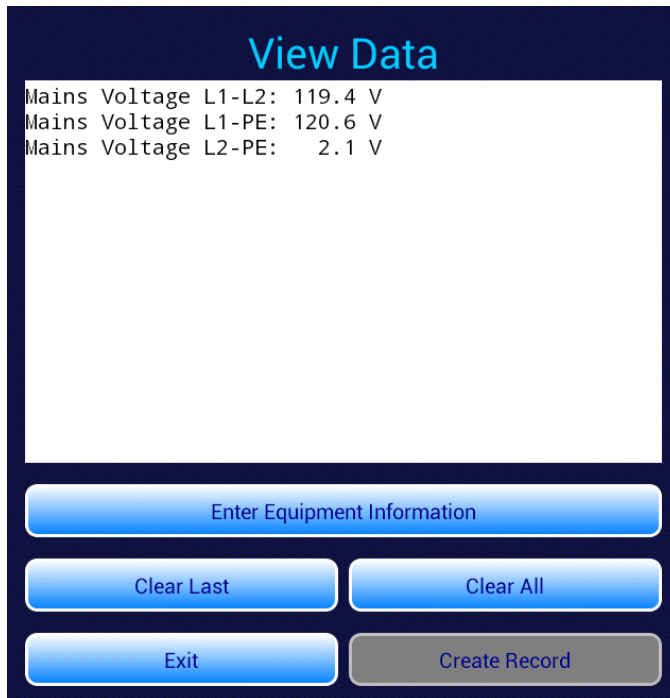 View Data
Mains Voltage L1-L2: 119.4 V
Mains Voltage L1-PE: 120.6 V
Mains Voltage L2-PE:   2.1 V
Enter Equipment Information
Clear Last
Clear All
Exit
Create Record